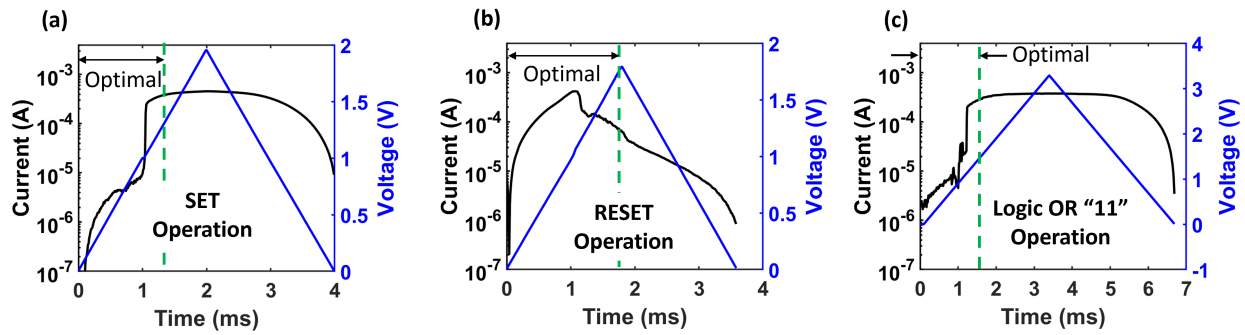 (a)
Optimal
10-3
10-4
10-5
10-6
10-7
Current (A)
0
1
2
3
4
Time (ms)
2
1.5
1
0.5
0
Voltage (V)
SET
Operation
(b)
Optimal
10-3
10-4
10-5
10-6
10-7
Current (A)
0
1
2
3
4
Time (ms)
2
1.5
1
0.5
0
Voltage (V)
RESET
Operation
(c)
Optimal
10-3
10-4
10-5
10-6
10-7
Current (A)
0
1
2
3
4
5
6
7
Time (ms)
4
3
2
1
0
-1
Voltage (V)
Logic OR “11”
Operation